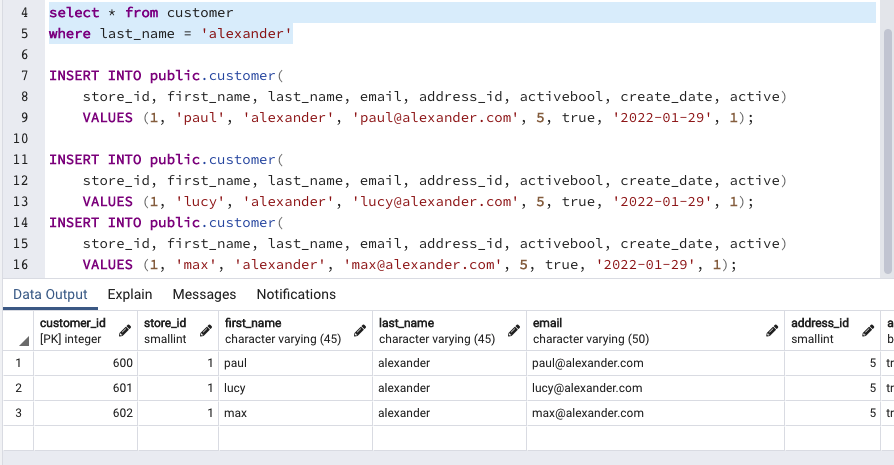 4 select * from customer
5 where last_name = 'alexander'
6
7 INSERT INTO public.customer(
8 store_id, first_name, last_name, email, address_id, activebool, create_date, active)
9 VALUES (1, 'paul', 'alexander', 'paul@alexander.com', 5, true, '2022-01-29', 1);
10
11 INSERT INTO public.customer(
12 store_id, first_name, last_name, email, address_id, activebool, create_date, active)
13 VALUES (1, 'lucy', 'alexander', 'lucy@alexander.com', 5, true, '2022-01-29', 1);
14 INSERT INTO public.customer(
15 store_id, first_name, last_name, email, address_id, activebool, create_date, active)
16 VALUES (1, 'max', 'alexander', 'max@alexander.com', 5, true, '2022-01-29', 1);
Data Output Explain Messages Notifications
customer_id store_id first_name last_name email address_id a
[PK] integer smallint character varying (45) character varying (45) character varying (50) smallint b
1 600 1 paul alexander paul@alexander.com 5 tr
2 601 1 lucy alexander lucy@alexander.com 5 tr
3 602 1 max alexander max@alexander.com 5 tr